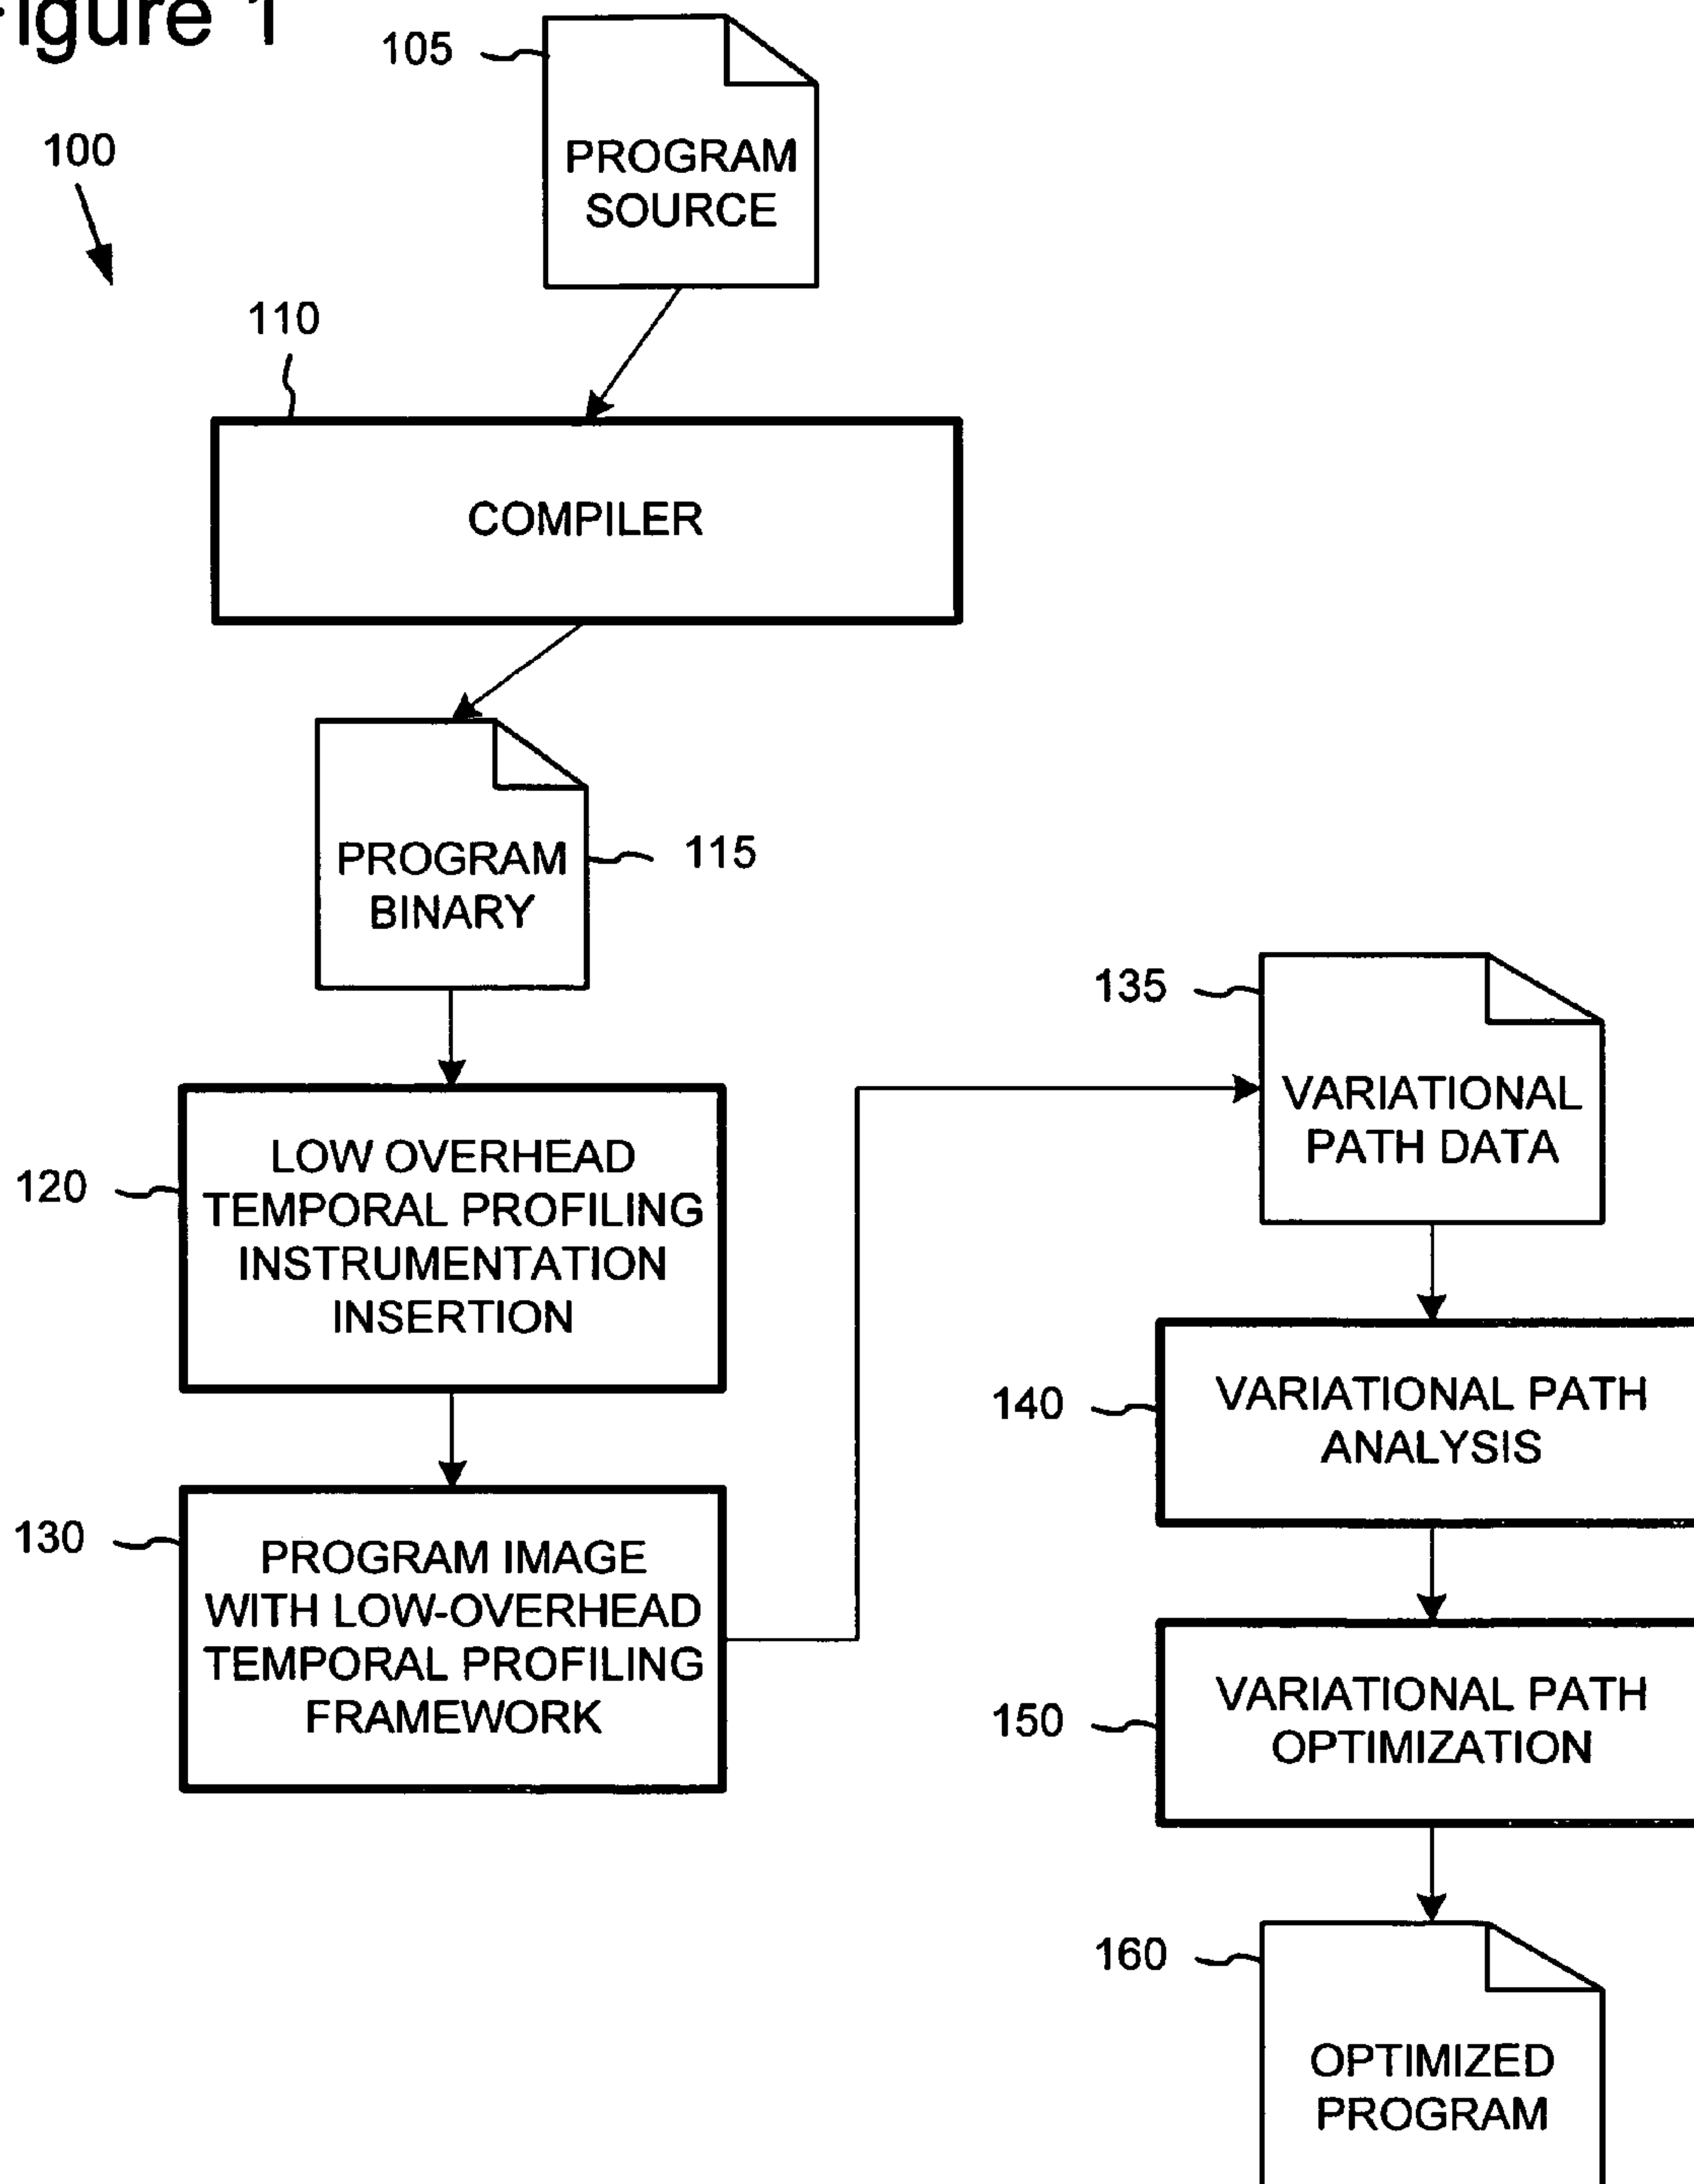 Figure 1
105
PROGRAM
SOURCE
100
110
COMPILER
PROGRAM
BINARY
115
135
VARIATIONAL
PATH DATA
120
LOW OVERHEAD
TEMPORAL PROFILING
INSTRUMENTATION
INSERTION
140
VARIATIONAL PATH
ANALYSIS
130
PROGRAM IMAGE
WITH LOW-OVERHEAD
TEMPORAL PROFILING
FRAMEWORK
150
VARIATIONAL PATH
OPTIMIZATION
160
OPTIMIZED
PROGRAM